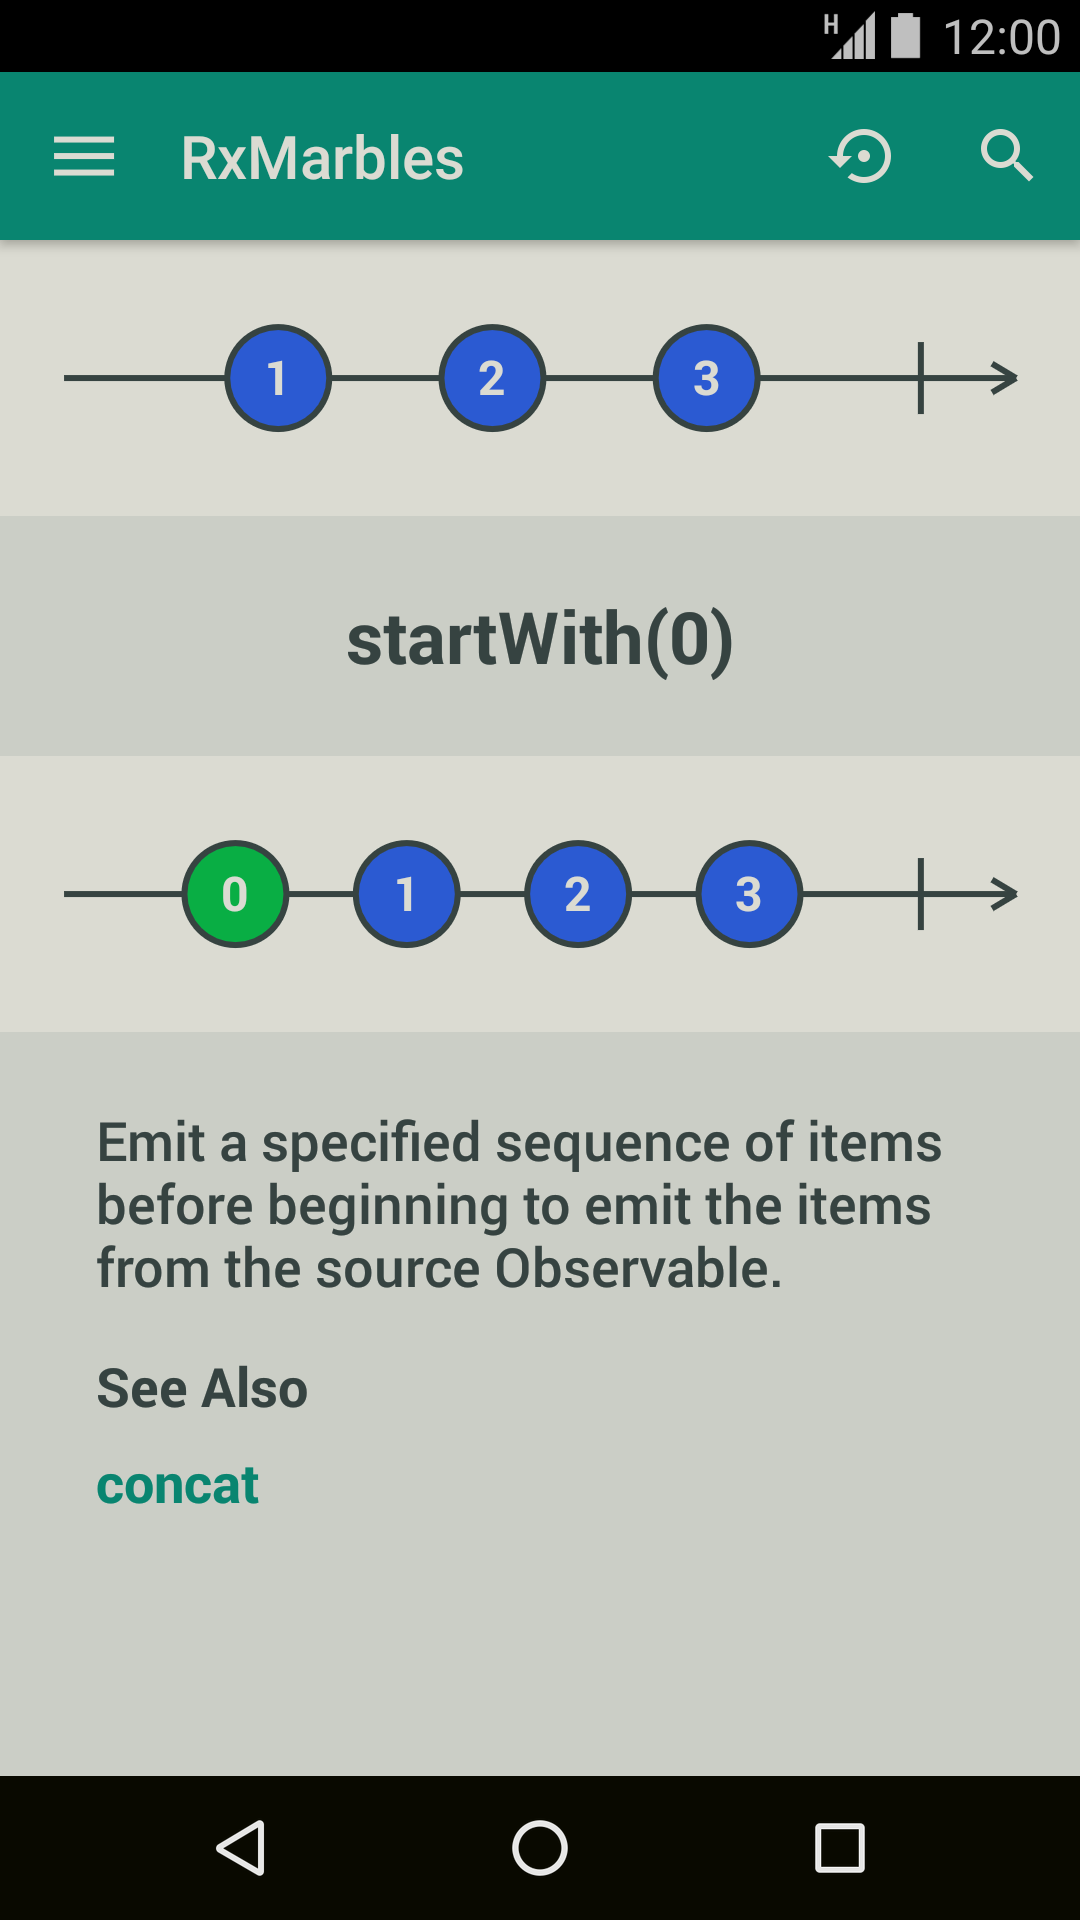 H 12:00
RxMarbles
1 2 3
startWith(0)
0 1 2 3
Emit a specified sequence of items
before beginning to emit the items
from the source Observable.
See Also
concat